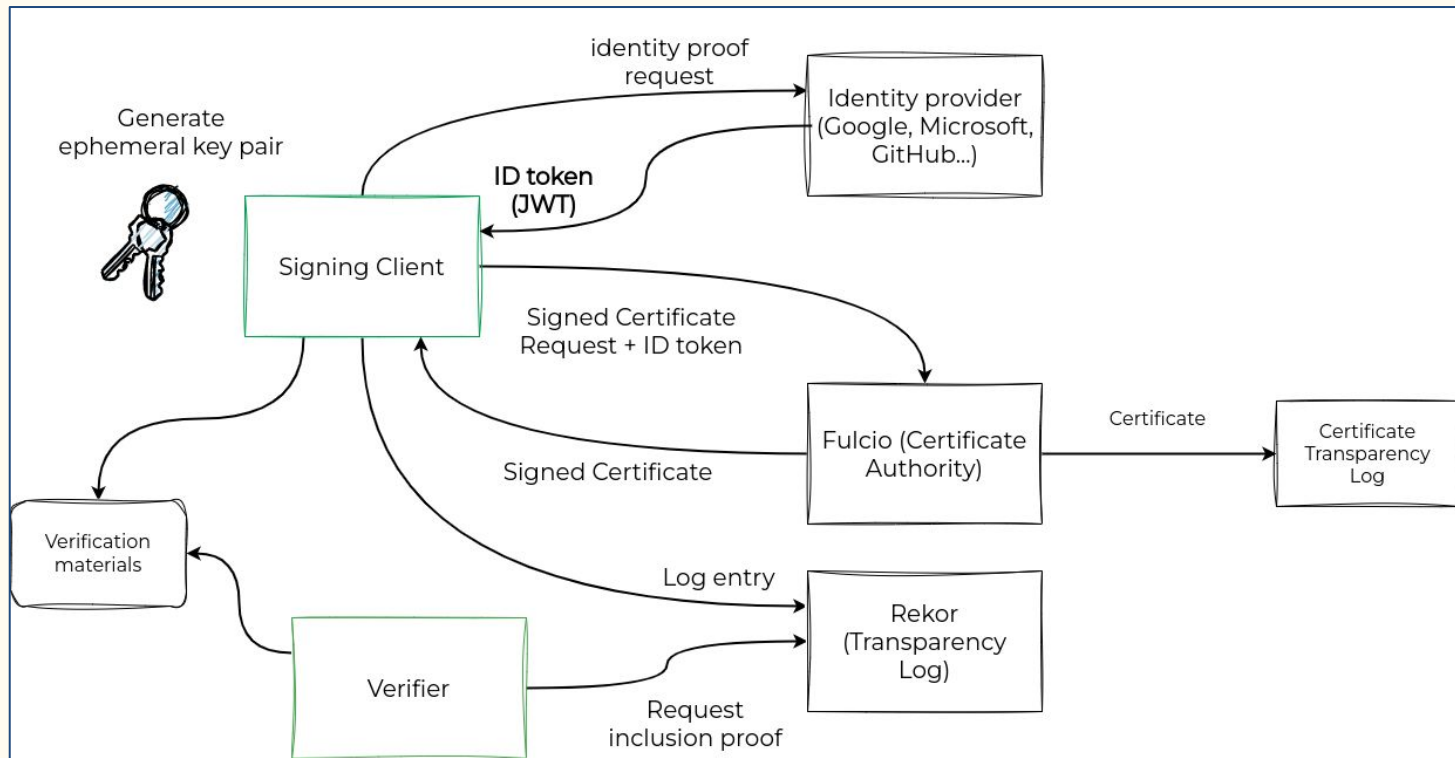 identity proof
request
Identity provider
(Google, Microsoft,
GitHub...)
Generate
ephemeral key pair
ID token
(JWT)
Signing Client
Signed Certificate
Request + ID token
Fulcio (Certificate
Authority)
Certificate
Certificate
Transparency
Log
Signed Certificate
Verification
materials
Log entry
Rekor
(Transparency
Log)
Verifier
Request
inclusion proof